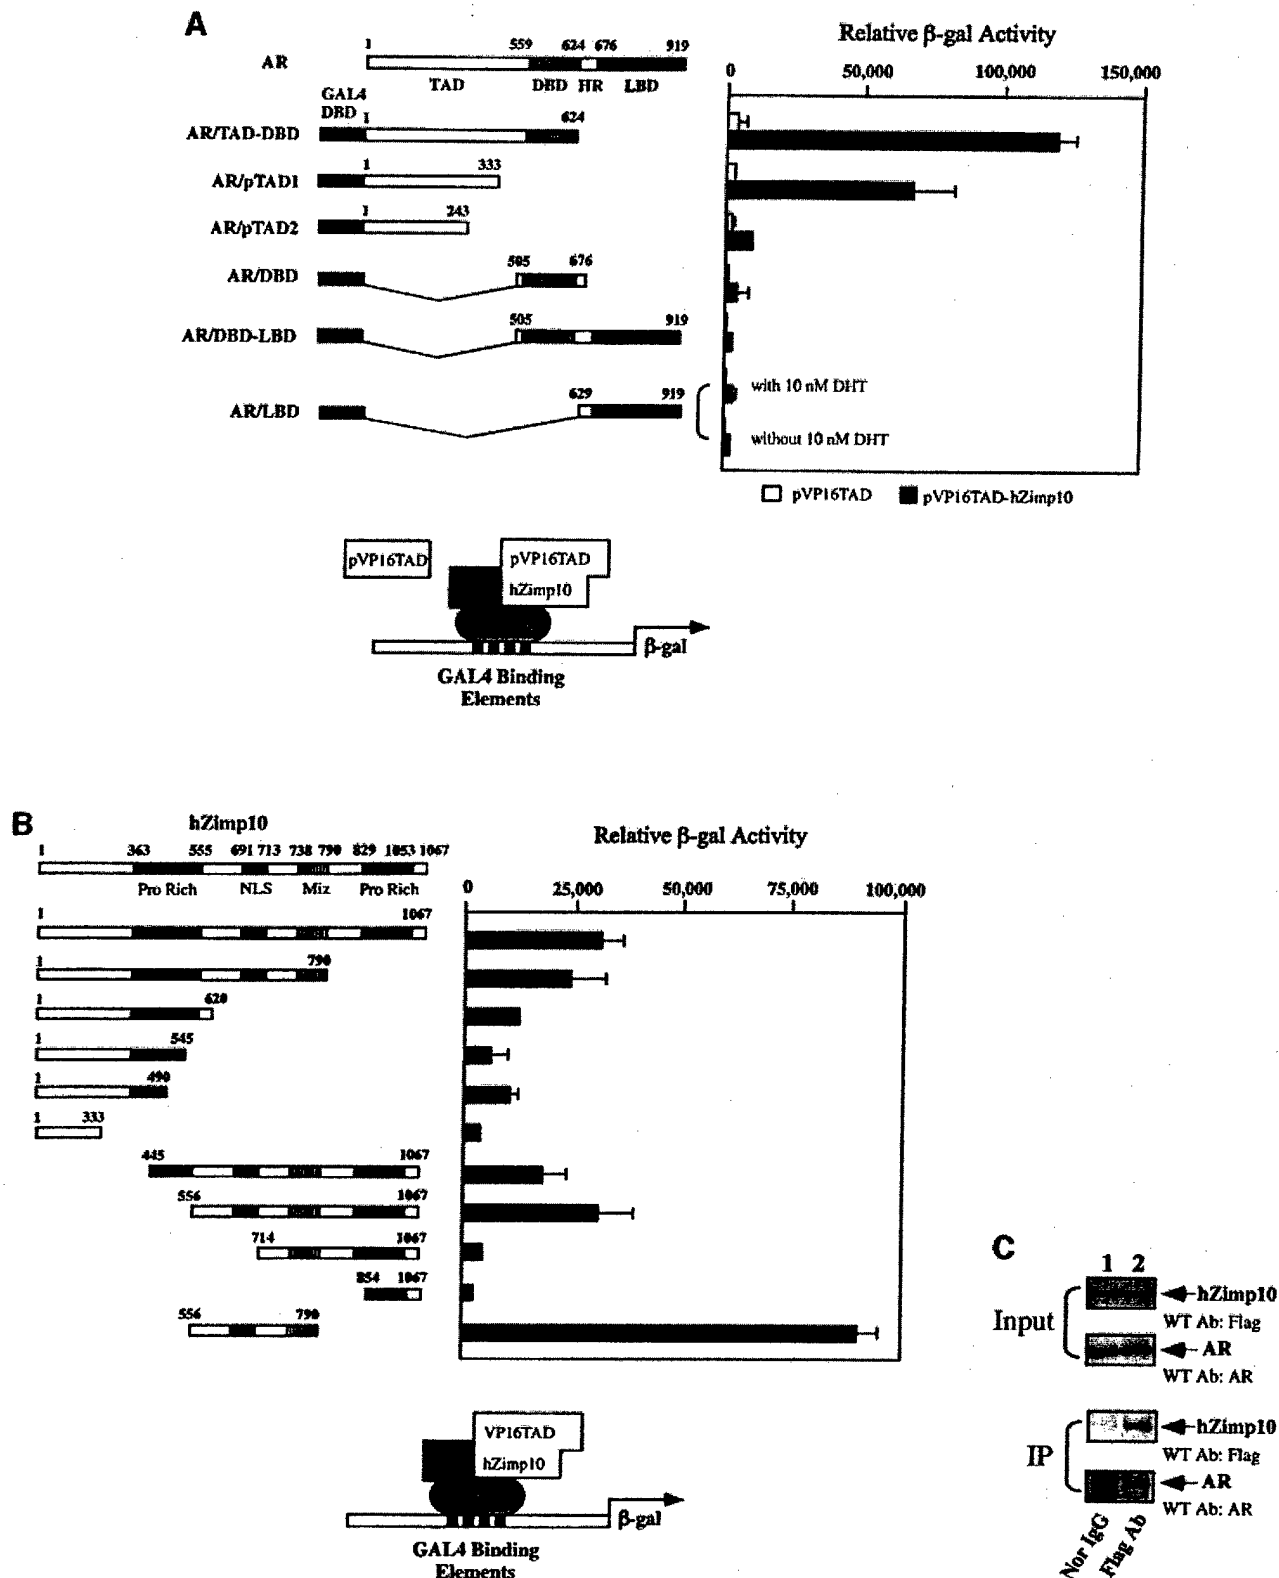 A
Relative β-gal Activity
0 50,000 100,000 150,000
AR
1 559 624 676 919
TAD DBD HR LBD
GAL4
DBD
AR/TAD-DBD 1 624
AR/pTAD1 1 333
AR/pTAD2 1 243
AR/DBD 505 676
AR/DBD-LBD 505 919
AR/LBD 629 919
with 10 nM DHT
without 10 nM DHT
pVP16TAD pVP16TAD-hZimp10
pVP16TAD pVP16TAD
hZimp10
β-gal
GAL4 Binding
Elements
B
hZimp10
1 363 555 691 713 738 790 829 1053 1067
Pro Rich NLS Miz Pro Rich
Relative β-gal Activity
0 25,000 50,000 75,000 100,000
1 1067
1 790
1 620
1 545
1 490
1 333
445 1067
556 1067
714 1067
854 1067
556 790
VP16TAD
hZimp10
β-gal
GAL4 Binding
Elements
C
1 2
Input
hZimp10
WT Ab: Flag
AR
WT Ab: AR
IP
hZimp10
WT Ab: Flag
AR
WT Ab: AR
Nor IgG
Flag Ab